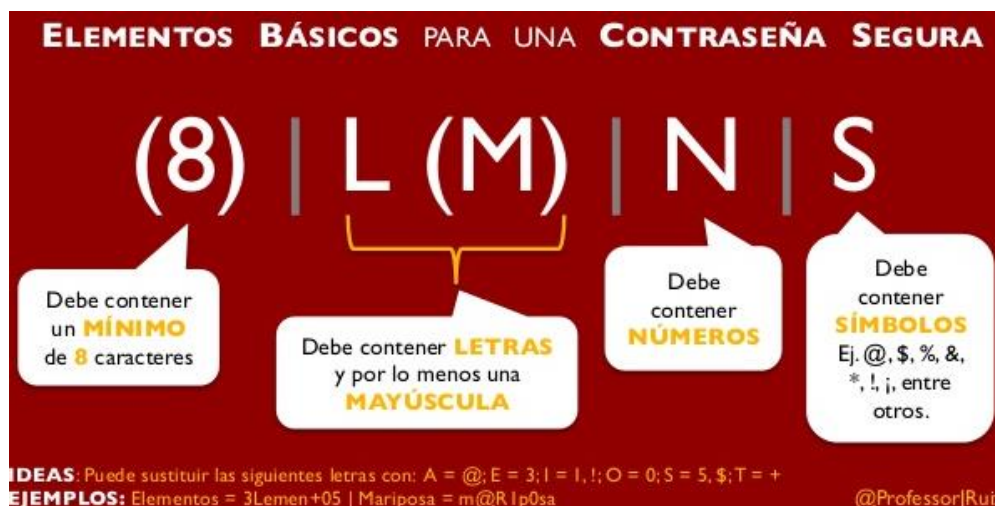 ELEMENTOS BÁSICOS PARA UNA CONTRASEÑA SEGURA
(8) | L (M) | N | S
Debe contener
un MÍNIMO
de 8 caracteres
Debe contener LETRAS
y por lo menos una
MAYÚSCULA
Debe
contener
NÚMEROS
Debe
contener
SÍMBOLOS
Ej. @, $, %, &,
*, !, ¡, entre
otros.
IDEAS: Puede sustituir las siguientes letras con: A = @; E = 3; I = 1, !; O = 0; S = 5, $; T = +
EJEMPLOS: Elementos = 3Lemen+05 | Mariposa = m@R1p0sa
@ProfessorJRui